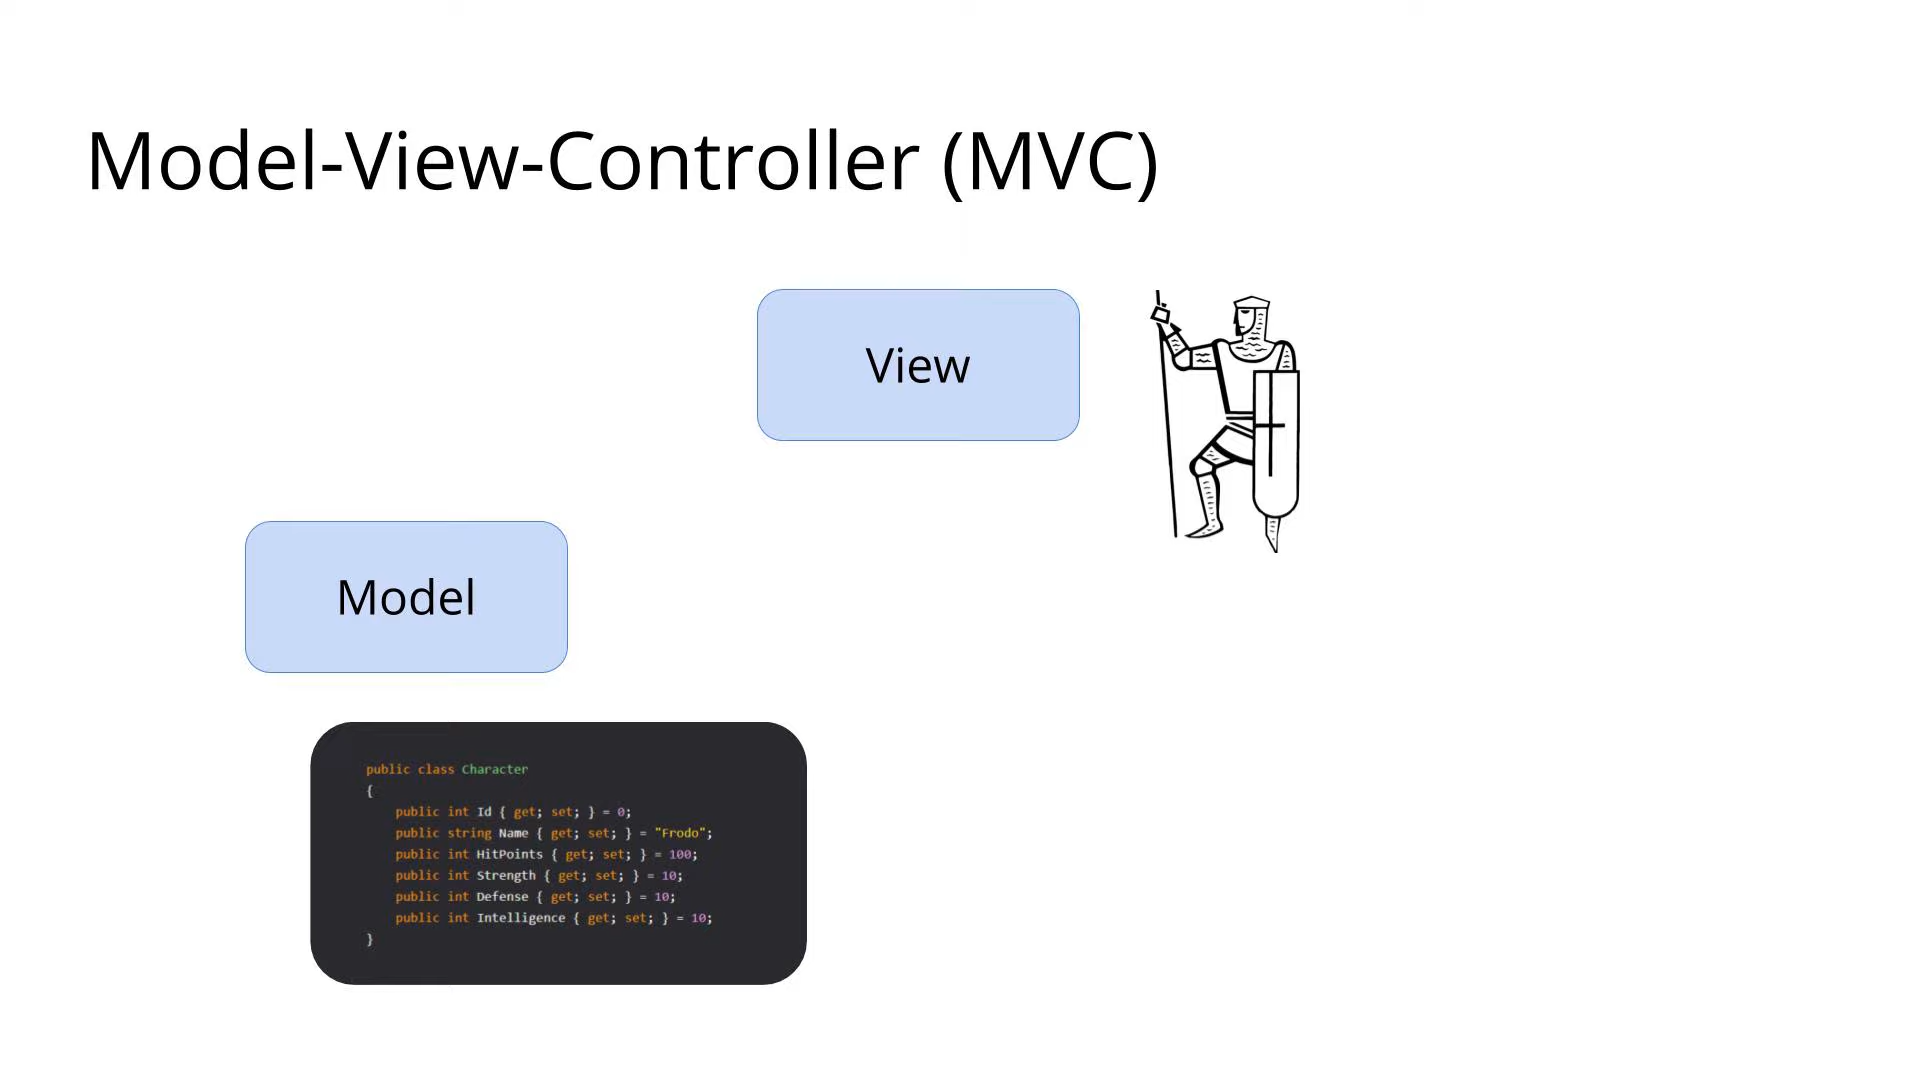 Model-View-Controller (MVC)
View
Model
public class Character
{
    public int Id { get; set; } = 0;
    public string Name { get; set; } = "Frodo";
    public int HitPoints { get; set; } = 100;
    public int Strength { get; set; } = 10;
    public int Defense { get; set; } = 10;
    public int Intelligence { get; set; } = 10;
}